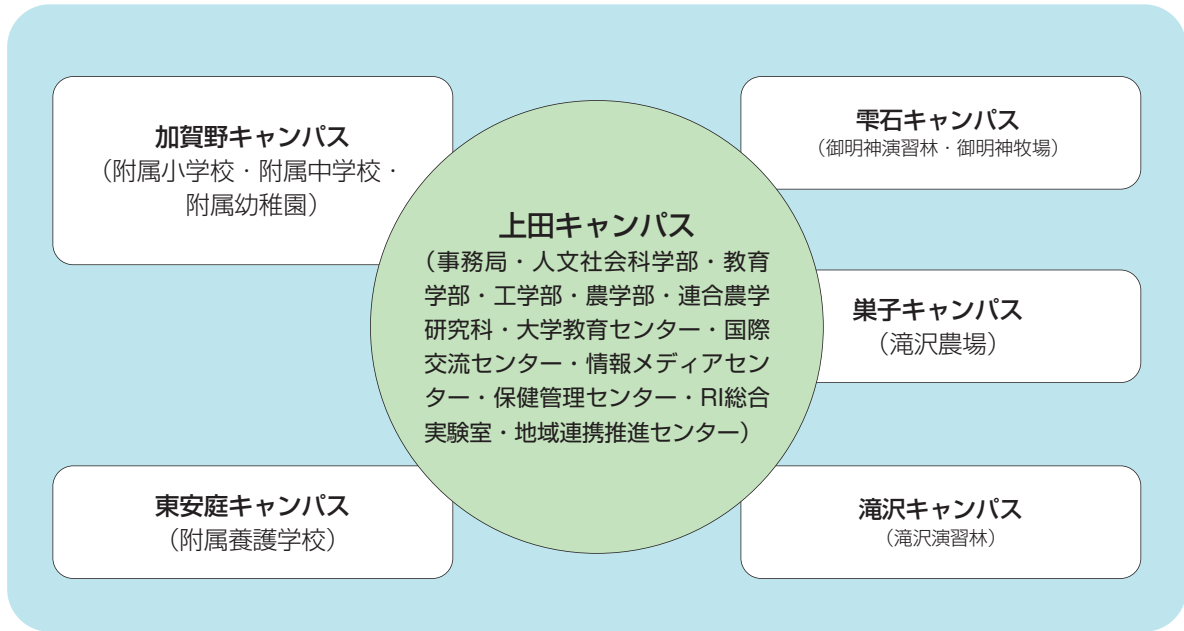 加賀野キャンパス
（附属小学校・附属中学校・
附属幼稚園）
東安庭キャンパス
（附属養護学校）
上田キャンパス
（事務局・人文社会科学部・教育
学部・工学部・農学部・連合農学
研究科・大学教育センター・国際
交流センター・情報メディアセン
ター・保健管理センター・RI総合
実験室・地域連携推進センター）
雫石キャンパス
（御明神演習林・御明神牧場）
巣子キャンパス
（滝沢農場）
滝沢キャンパス
（滝沢演習林）